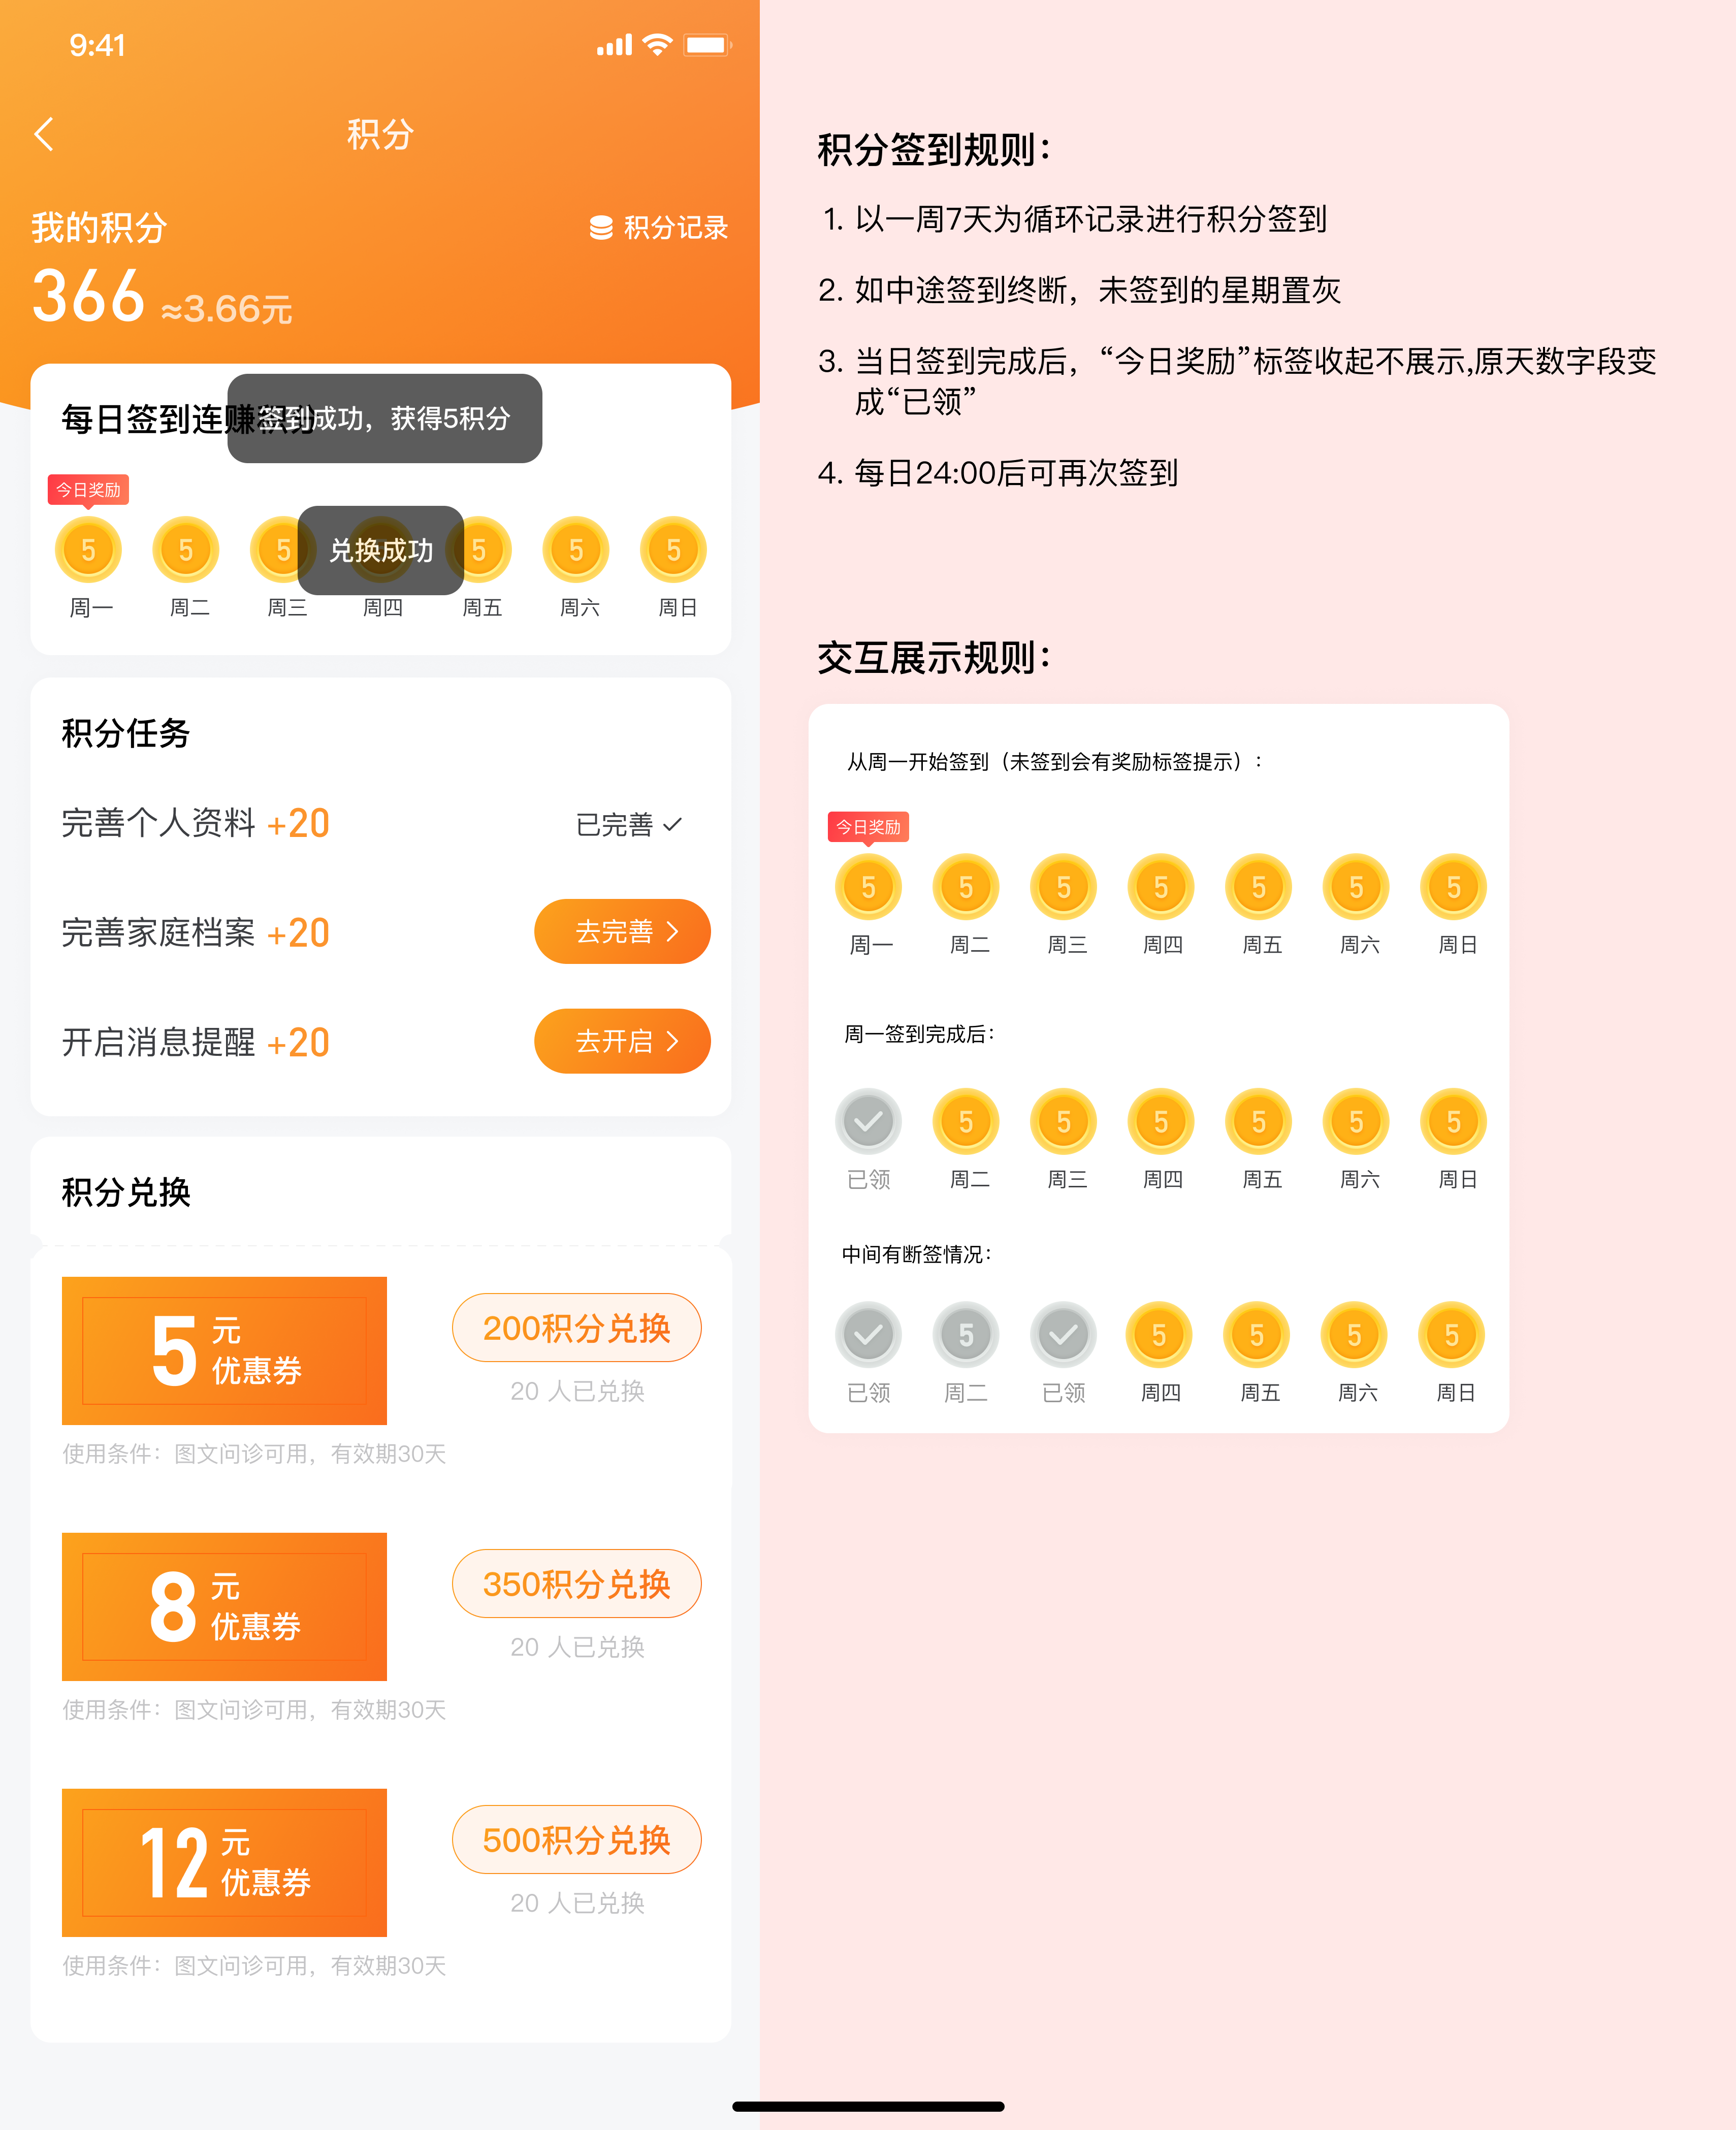 9:41
积分
我的积分
积分记录
366 ≈3.66元
每日签到连赚积分
签到成功，获得5积分
今日奖励
5 5 5 5 5 5
兑换成功
周一 周二 周三 周四 周五 周六 周日
积分任务
完善个人资料 +20 已完善
完善家庭档案 +20 去完善
开启消息提醒 +20 去开启
积分兑换
5 元
优惠券
200积分兑换
20 人已兑换
使用条件：图文问诊可用，有效期30天
8 元
优惠券
350积分兑换
20 人已兑换
使用条件：图文问诊可用，有效期30天
12 元
优惠券
500积分兑换
20 人已兑换
使用条件：图文问诊可用，有效期30天
积分签到规则：
1. 以一周7天为循环记录进行积分签到
2. 如中途签到终断，未签到的星期置灰
3. 当日签到完成后，“今日奖励”标签收起不展示,原天数字段变
成“已领”
4. 每日24:00后可再次签到
交互展示规则：
从周一开始签到（未签到会有奖励标签提示）：
今日奖励
5 5 5 5 5 5 5
周一 周二 周三 周四 周五 周六 周日
周一签到完成后：
5 5 5 5 5 5
已领 周二 周三 周四 周五 周六 周日
中间有断签情况：
5 5 5 5 5
已领 周二 已领 周四 周五 周六 周日